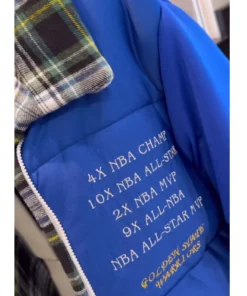 4X NBA CHAMP
10X NBA ALL-STAR
2X NBA MVP
9X ALL-NBA
NBA ALL-STAR MVP
GOLDEN STATE
WARRIORS